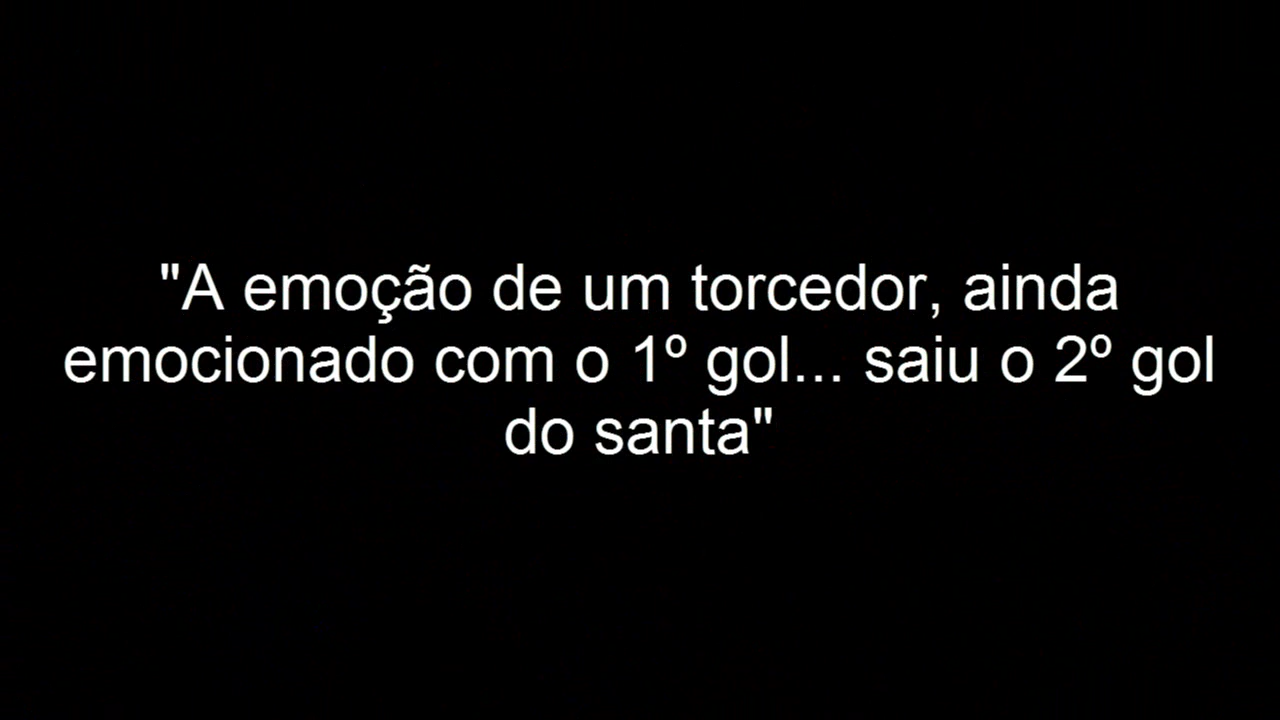 "A emoção de um torcedor, ainda
emocionado com o 1º gol... saiu o 2º gol
do santa"